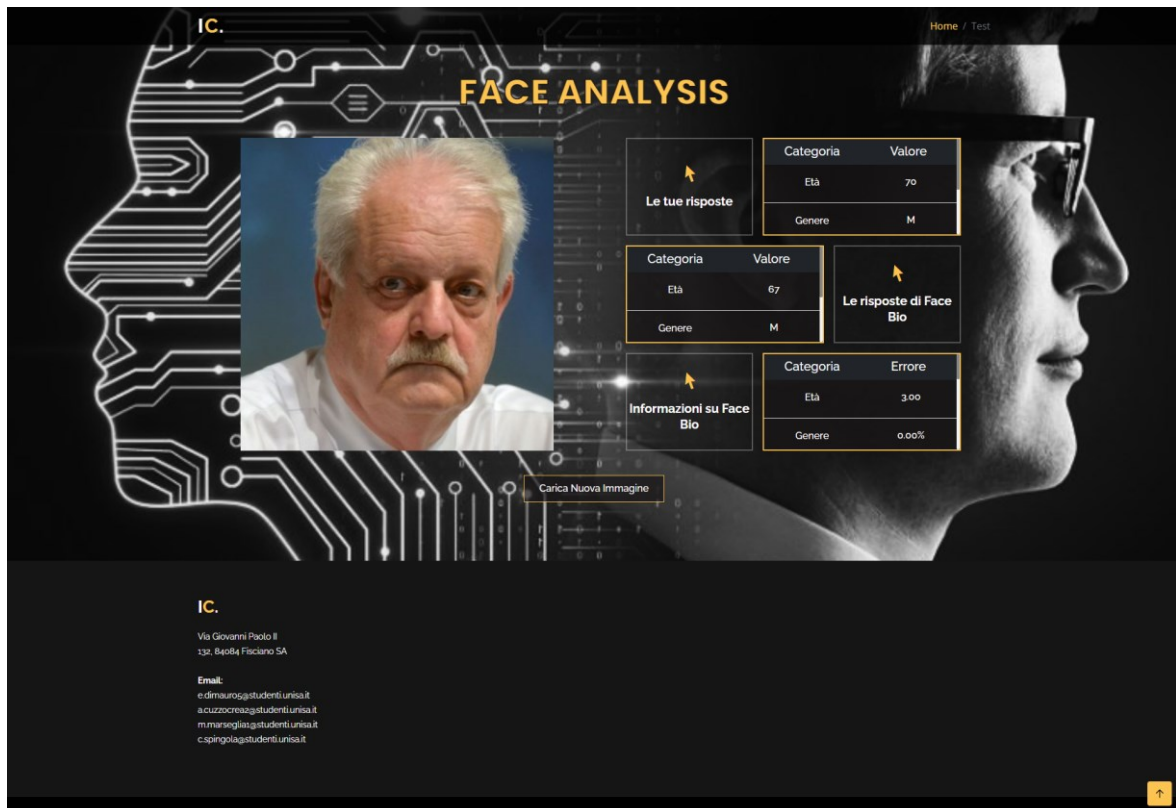 IC.
Home / Test
FACE ANALYSIS
Le tue risposte
Categoria Valore
Età 70
Genere M
Categoria Valore
Età 67
Genere M
Le risposte di Face
Bio
Informazioni su Face
Bio
Categoria Errore
Età 3.00
Genere 0.00%
Carica Nuova Immagine
IC.
Via Giovanni Paolo II
132, 84084 Fisciano SA
Email:
e.dimauro5@studenti.unisa.it
a.cuzzocrea2@studenti.unisa.it
m.marseglia1@studenti.unisa.it
c.spingola@studenti.unisa.it